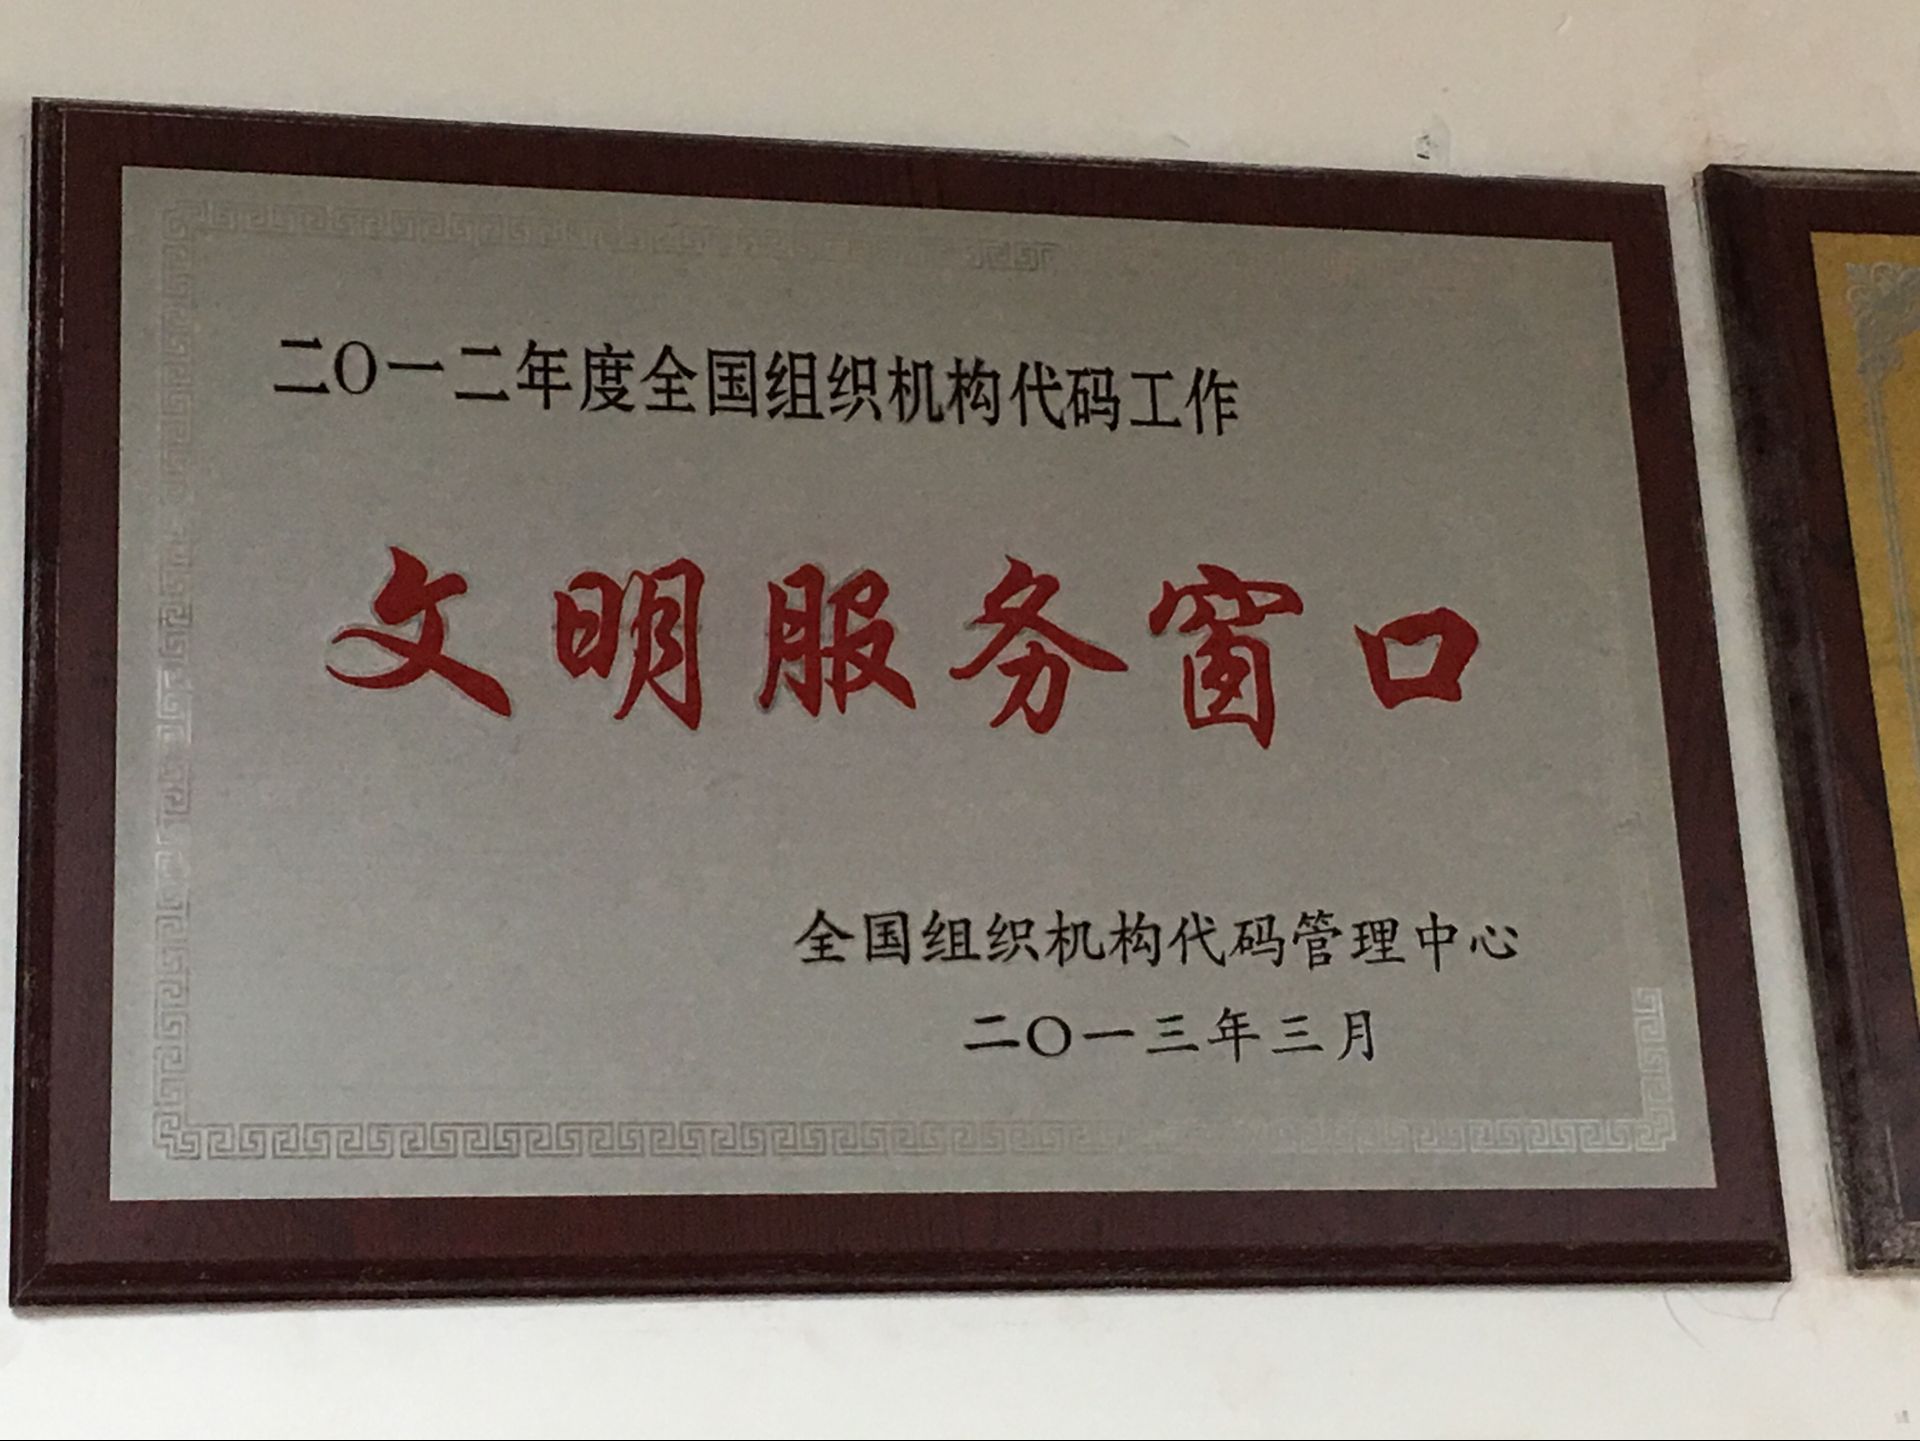 二〇一二年度全国组织机构代码工作
文明服务窗口
全国组织机构代码管理中心
二〇一三年三月